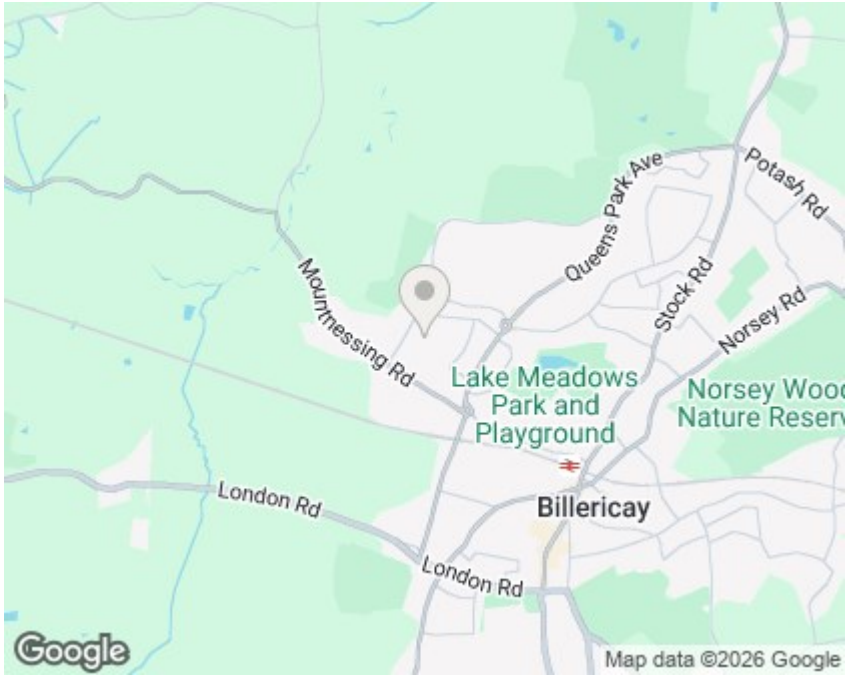 Queens Park Ave
Potash Rd
Stock Rd
Norsey Rd
Mountnessing Rd
Lake Meadows
Park and
Playground
Norsey Wood
Nature Reserv
London Rd
Billericay
London Rd
Google
Map data ©2026 Google